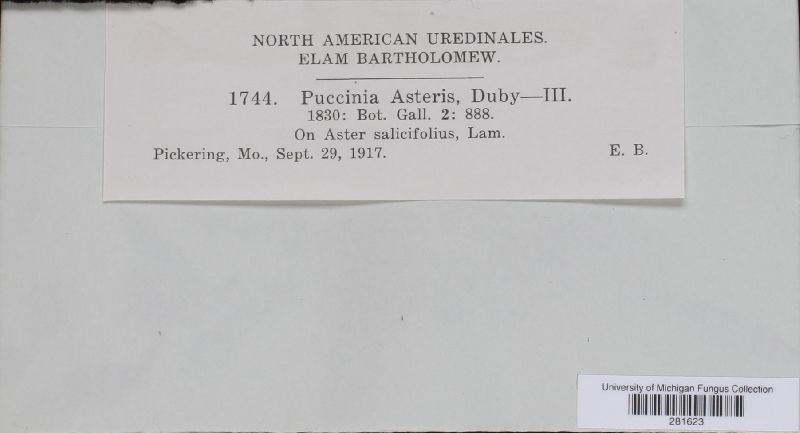 NORTH AMERICAN UREDINALES.
ELAM BARTHOLOMEW.
1744. Puccinia Asteris, Duby—III.
1830: Bot. Gall. 2: 888.
On Aster salicifolius, Lam.
Pickering, Mo., Sept. 29, 1917. E. B.
University of Michigan Fungus Collection
281623